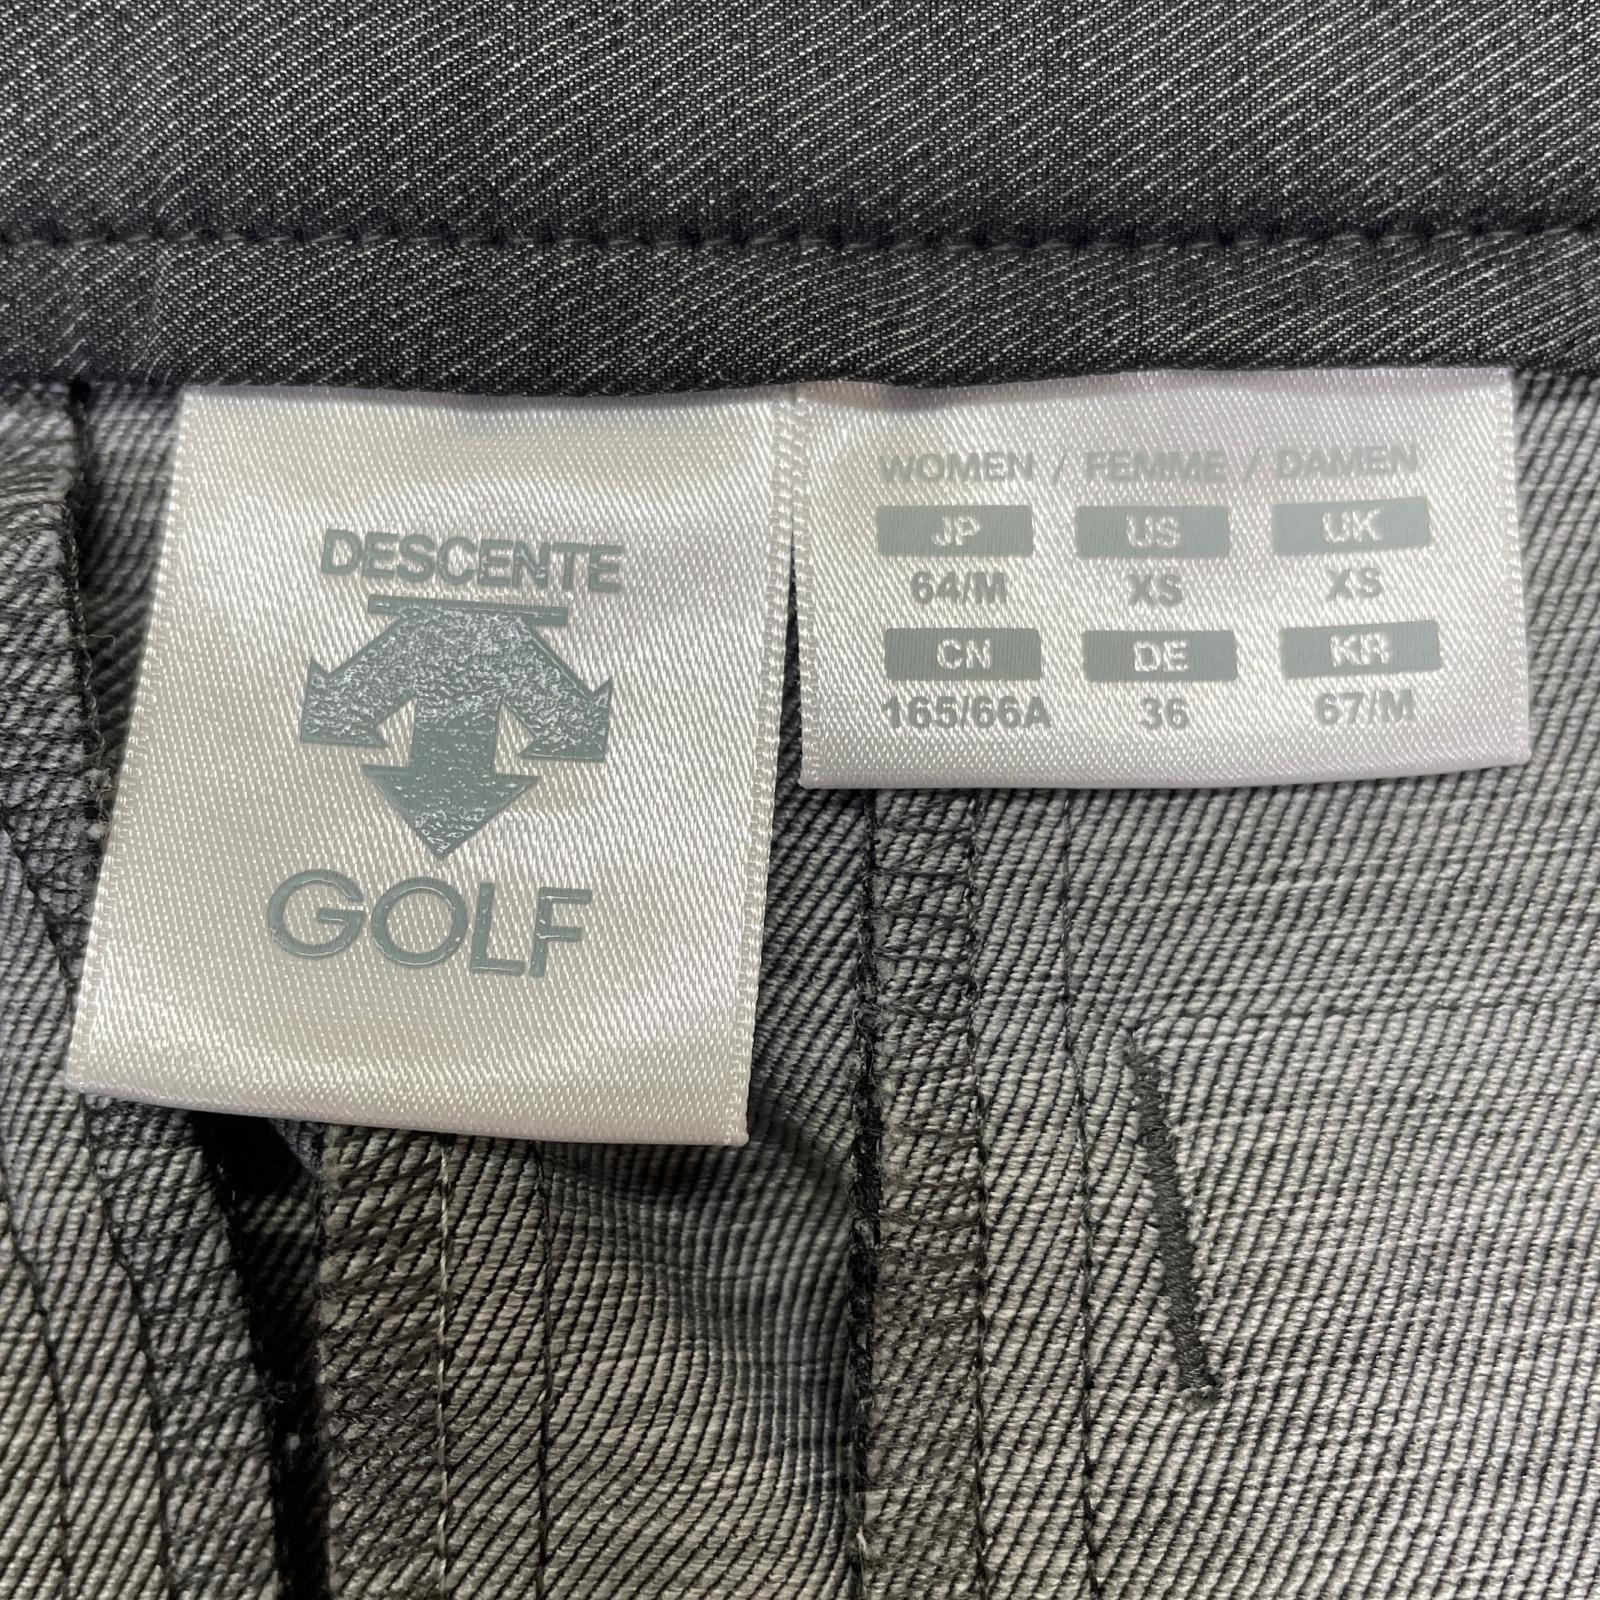 DESCENTE
GOLF
WOMEN / FEMME / DAMEN
JP US UK
64/M XS XS
CN DE KR
165/66A 36 67/M